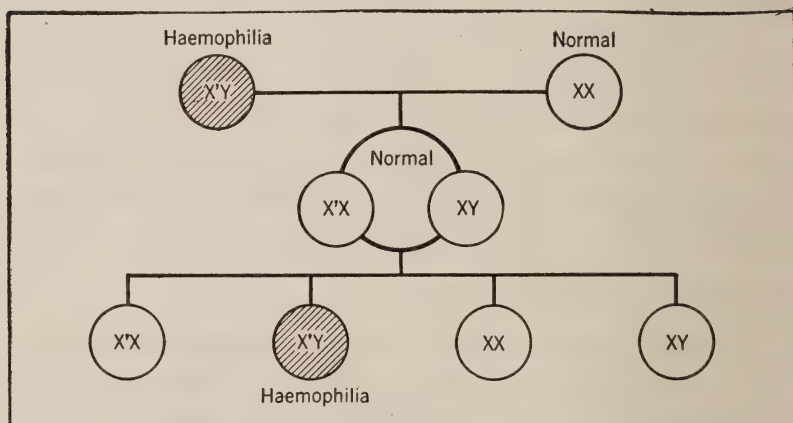 Haemophilia Normal
X'Y XX
Normal
X'X XY
X'X X'Y XX XY
Haemophilia